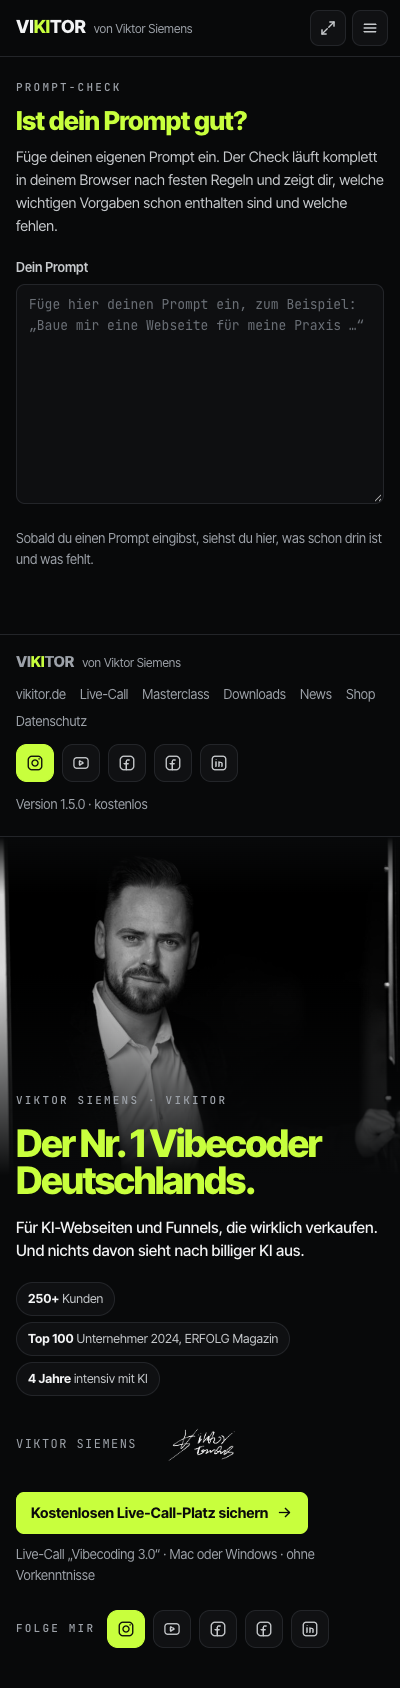 VIKITOR von Viktor Siemens
PROMPT-CHECK
Ist dein Prompt gut?
Füge deinen eigenen Prompt ein. Der Check läuft komplett
in deinem Browser nach festen Regeln und zeigt dir, welche
wichtigen Vorgaben schon enthalten sind und welche
fehlen.
Dein Prompt
Füge hier deinen Prompt ein, zum Beispiel:
„Baue mir eine Webseite für meine Praxis …“
Sobald du einen Prompt eingibst, siehst du hier, was schon drin ist
und was fehlt.
VIKITOR von Viktor Siemens
vikitor.de Live-Call Masterclass Downloads News Shop
Datenschutz
Version 1.5.0 · kostenlos
VIKTOR SIEMENS · VIKITOR
Der Nr. 1 Vibecoder
Deutschlands.
Für KI-Webseiten und Funnels, die wirklich verkaufen.
Und nichts davon sieht nach billiger KI aus.
250+ Kunden
Top 100 Unternehmer 2024, ERFOLG Magazin
4 Jahre intensiv mit KI
VIKTOR SIEMENS
Kostenlosen Live-Call-Platz sichern →
Live-Call „Vibecoding 3.0“ · Mac oder Windows · ohne
Vorkenntnisse
FOLGE MIR